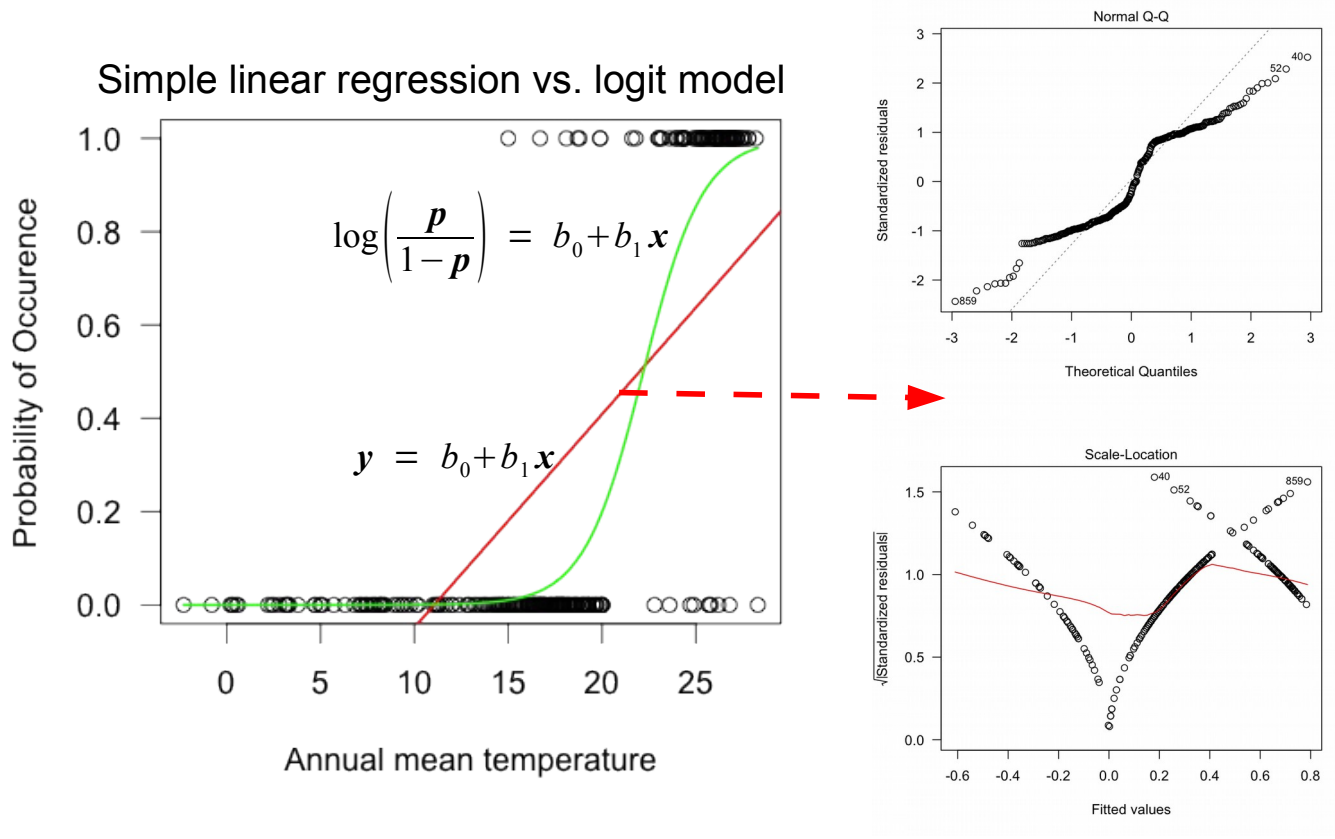 Simple linear regression vs. logit model
Probability of Occurence
1.0
0.8
0.6
0.4
0.2
0.0
log(p/(1−p)) = b₀+b₁x
y = b₀+b₁x
0 5 10 15 20 25
Annual mean temperature
Normal Q-Q
Standardized residuals
3
2
1
0
-1
-2
40
52
859
-3 -2 -1 0 1 2 3
Theoretical Quantiles
Scale-Location
√|Standardized residuals|
1.5
1.0
0.5
0.0
40
52
859
-0.6 -0.4 -0.2 0.0 0.2 0.4 0.6 0.8
Fitted values